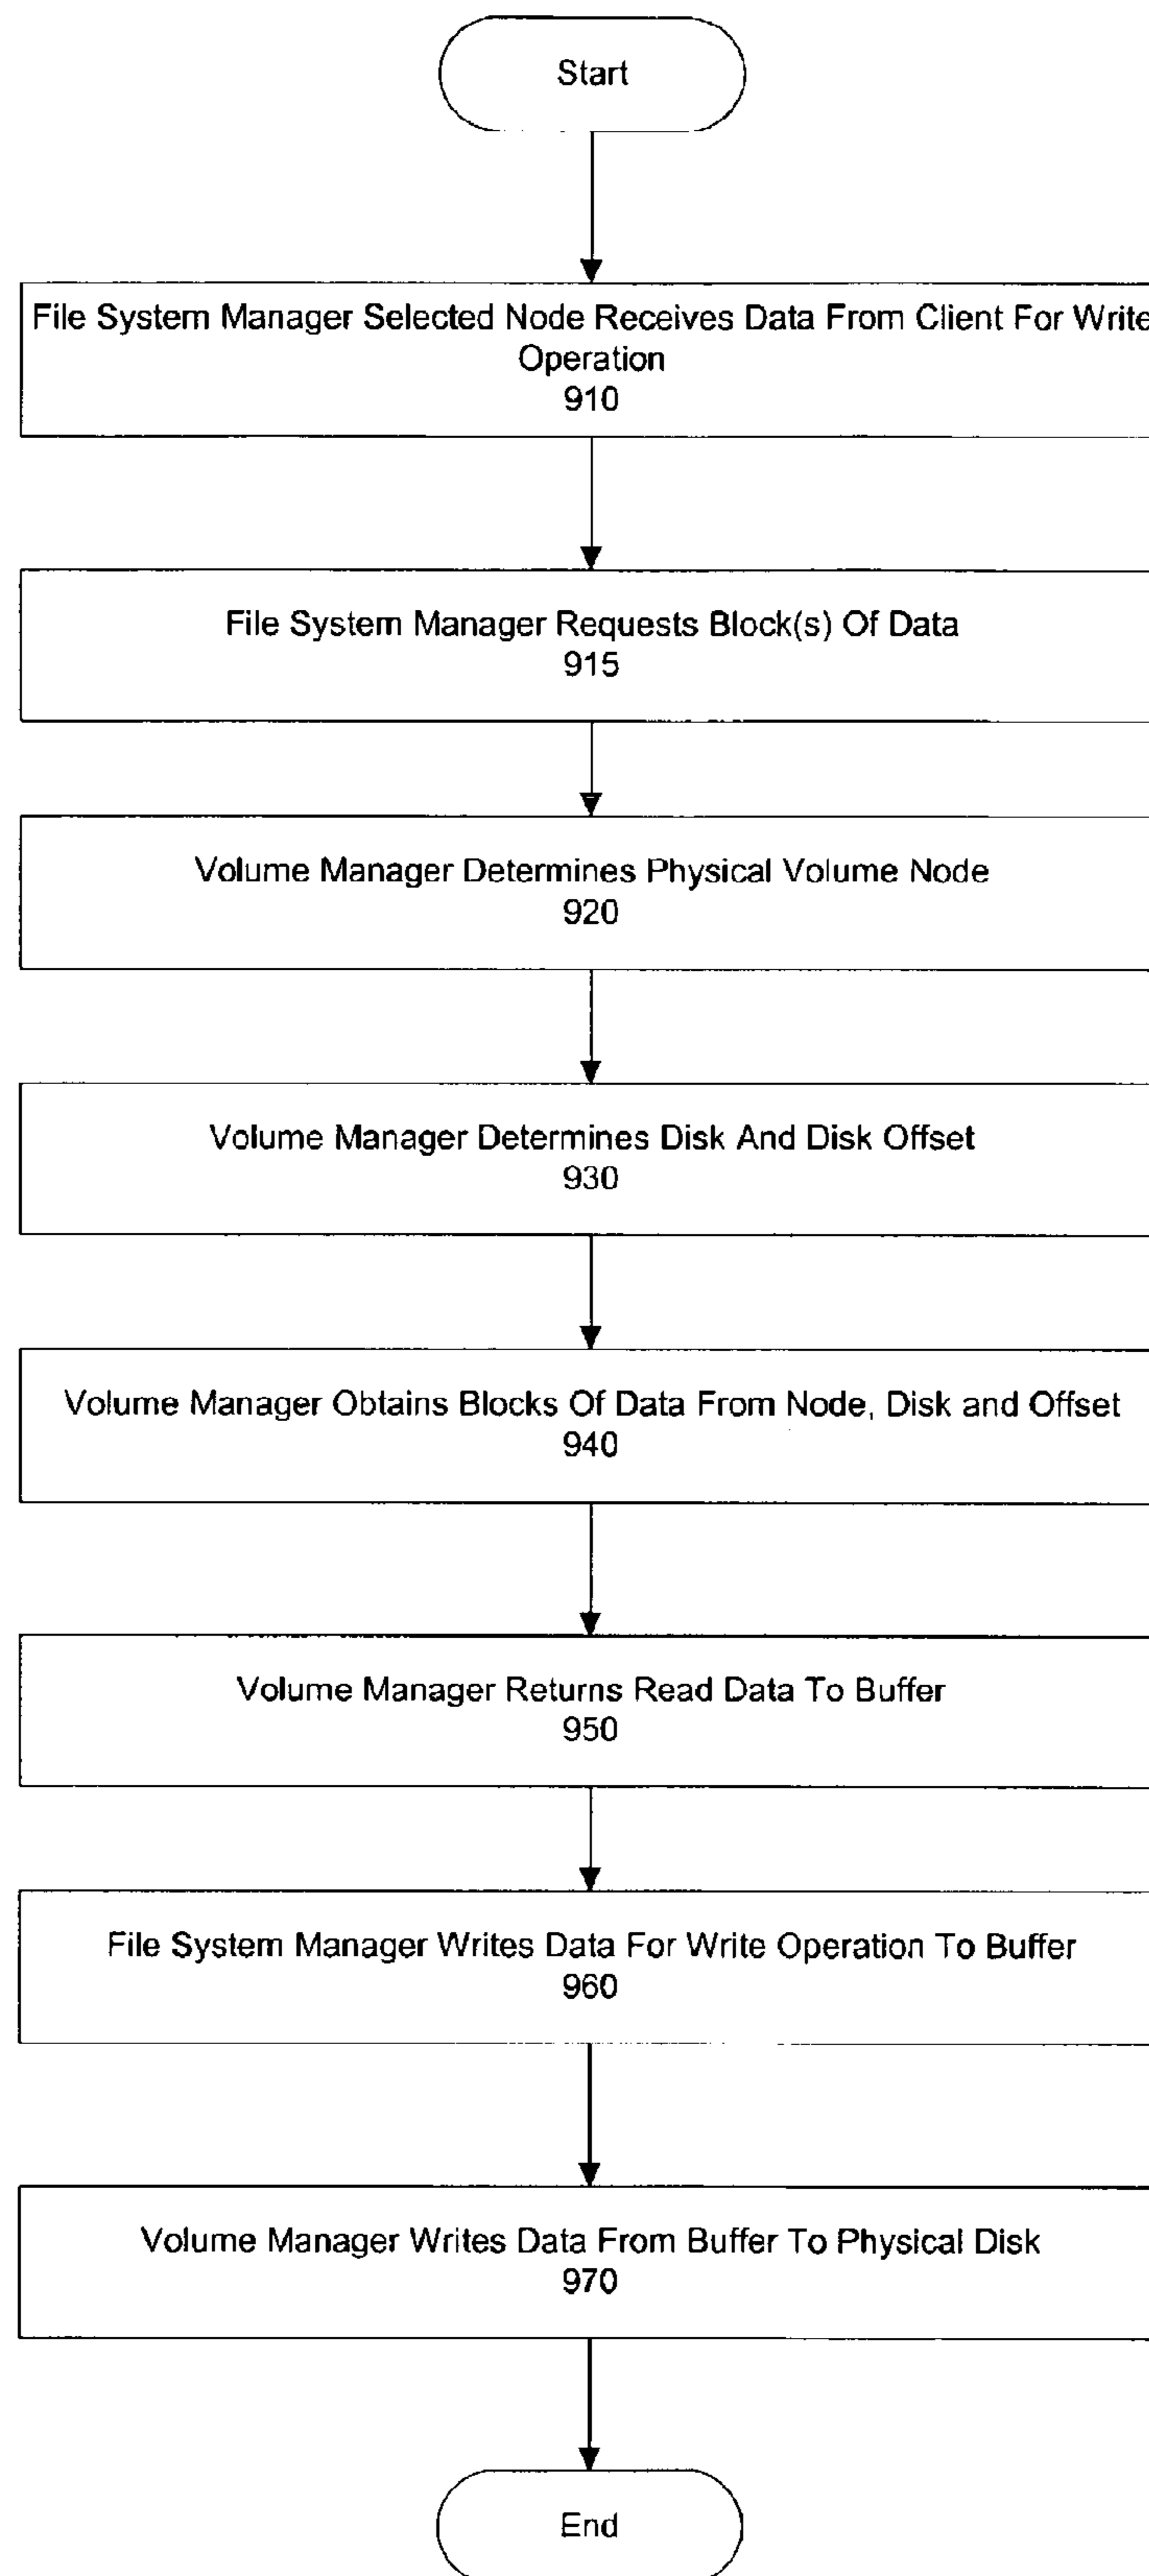 Start
File System Manager Selected Node Receives Data From Client For Write
Operation
910
File System Manager Requests Block(s) Of Data
915
Volume Manager Determines Physical Volume Node
920
Volume Manager Determines Disk And Disk Offset
930
Volume Manager Obtains Blocks Of Data From Node, Disk and Offset
940
Volume Manager Returns Read Data To Buffer
950
File System Manager Writes Data For Write Operation To Buffer
960
Volume Manager Writes Data From Buffer To Physical Disk
970
End